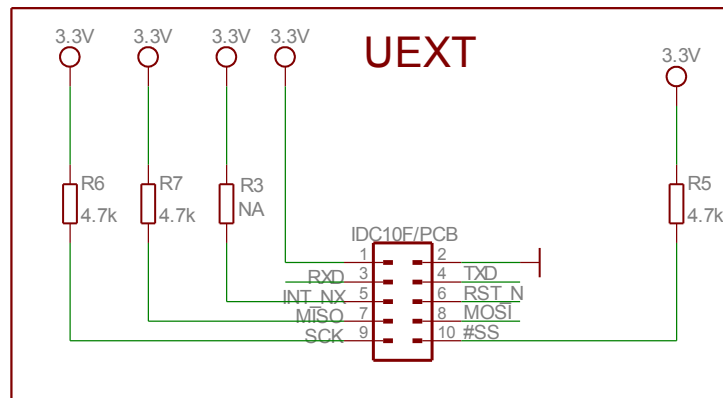 3.3V 3.3V 3.3V 3.3V
UEXT
3.3V
R6
4.7k
R7
4.7k
R3
NA
R5
4.7k
IDC10F/PCB
1 2
RXD 3 4 TXD
INT_NX 5 6 RST_N
MISO 7 8 MOSI
SCK 9 10 #SS